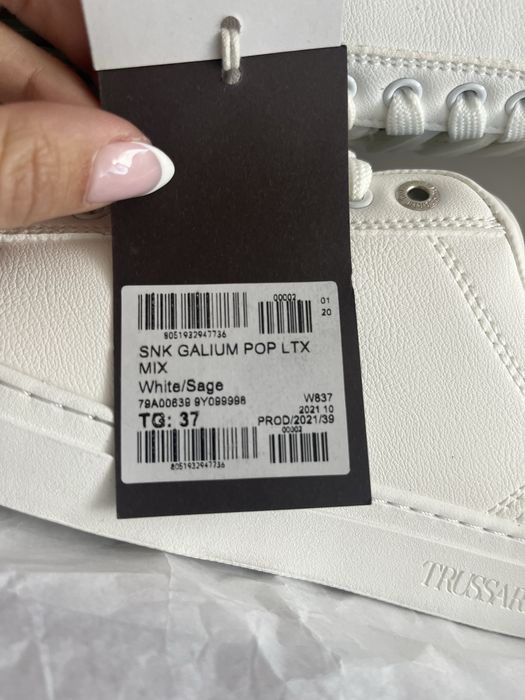 00002
01
20
8051932947736
SNK GALIUM POP LTX
MIX
White/Sage
79A00639 9Y099998
W837
2021 10
TG: 37
PROD/2021/39
00002
8051932947736
TRUSSAR